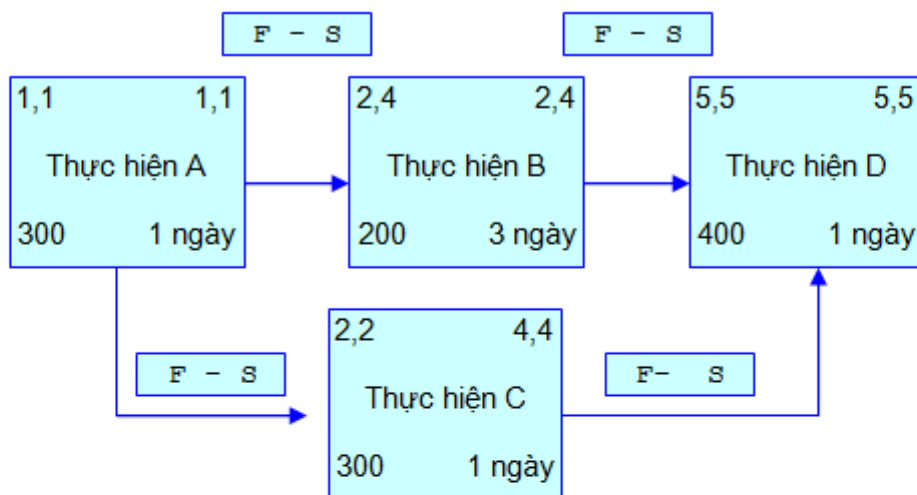 F - S
F - S
1,1 1,1
Thực hiện A
300 1 ngày
2,4 2,4
Thực hiện B
200 3 ngày
5,5 5,5
Thực hiện D
400 1 ngày
F - S
2,2 4,4
Thực hiện C
300 1 ngày
F- S